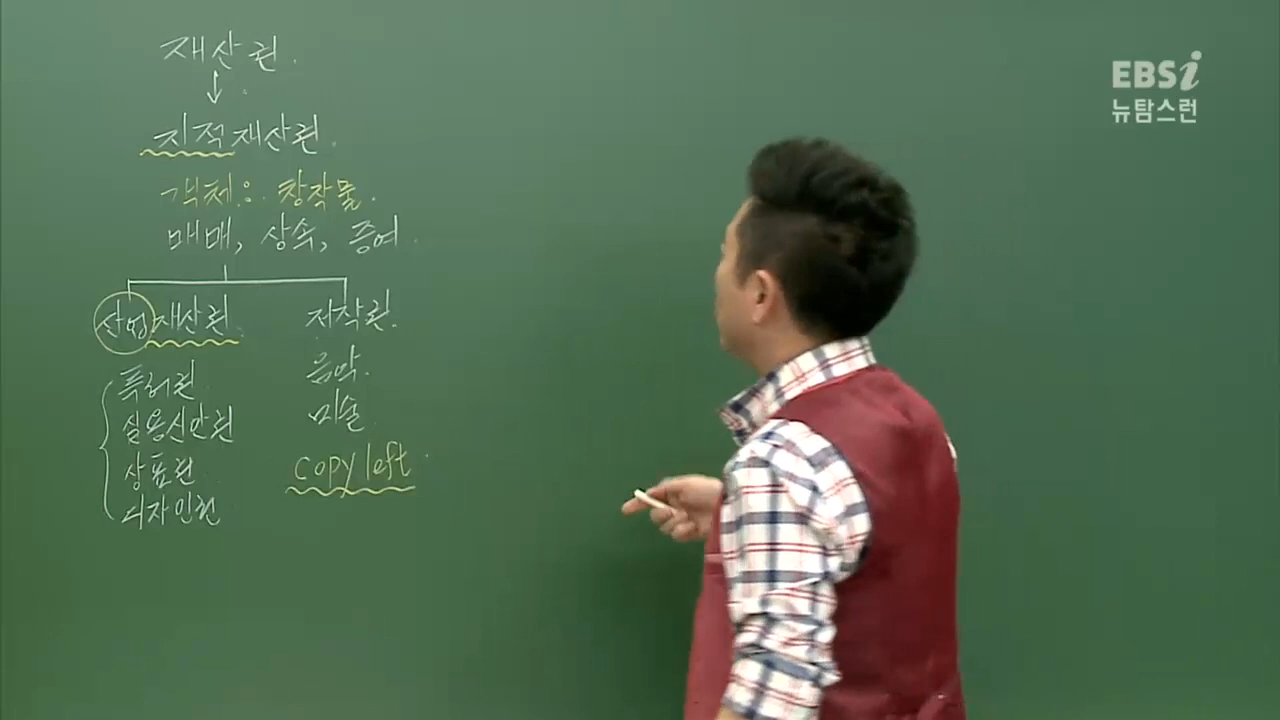 재산권.
지적재산권.
객체: 창작물.
매매, 상속, 증여.
산업재산권.
저작권.
특허권
실용신안권
상표권
디자인권
음악.
미술
copyleft.
EBSi
뉴탐스런